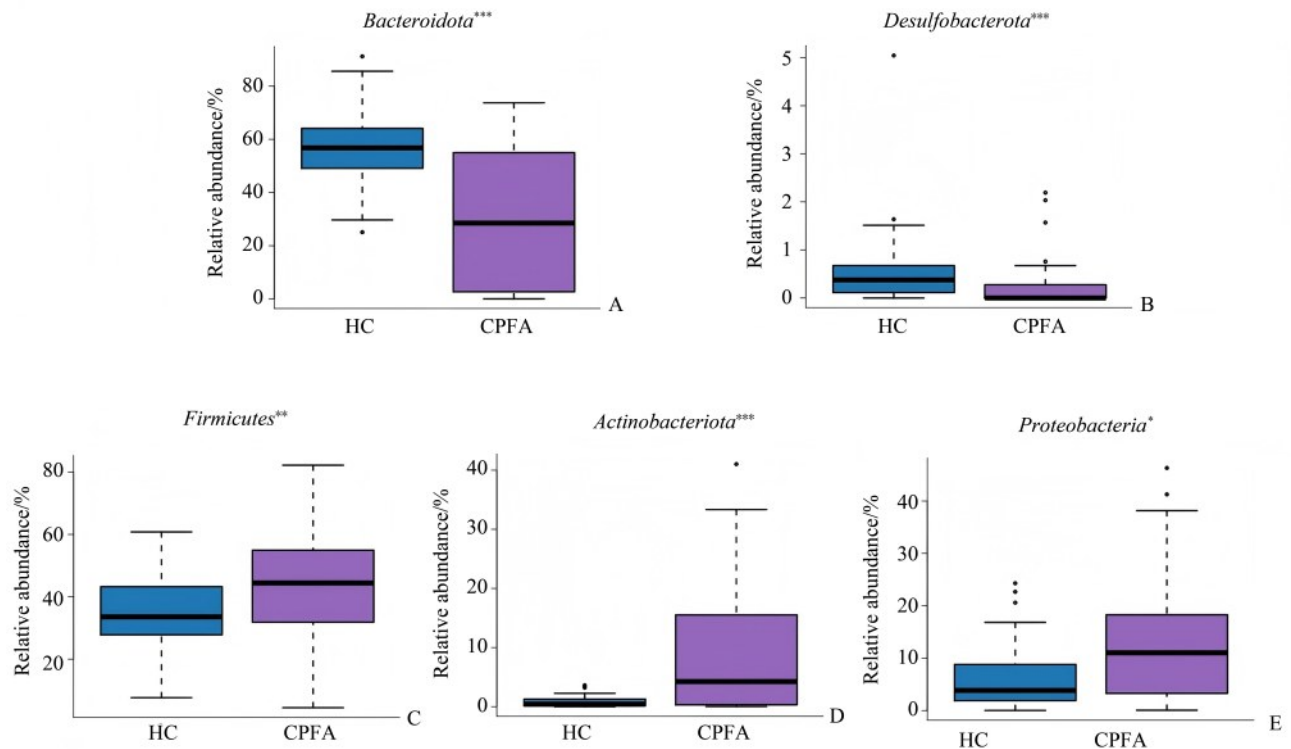 Bacteroidota***
Relative abundance/%
80
60
40
20
0
HC
CPFA
A
Desulfobacterota***
Relative abundance/%
5
4
3
2
1
0
HC
CPFA
B
Firmicutes**
Relative abundance/%
80
60
40
20
HC
CPFA
C
Actinobacteriota***
Relative abundance/%
40
30
20
10
0
HC
CPFA
D
Proteobacteria*
Relative abundance/%
40
30
20
10
0
HC
CPFA
E